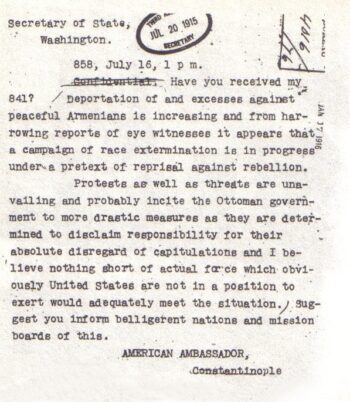 Secretary of State,
Washington.
THIRD ASSISTANT
JUL 20 1915
SECRETARY
858, July 16, 1 p m.
Confidential. Have you received my
841? Deportation of and excesses against
peaceful Armenians is increasing and from har-
rowing reports of eye witnesses it appears that
a campaign of race extermination is in progress
under a pretext of reprisal against rebellion.
Protests as well as threats are una-
vailing and probably incite the Ottoman govern-
ment to more drastic measures as they are deter-
mined to disclaim responsibility for their
absolute disregard of capitulations and I be-
lieve nothing short of actual force which obvi-
ously United States are not in a position to
exert would adequately meet the situation. Sug-
gest you inform belligerent nations and mission
boards of this.
AMERICAN AMBASSADOR,
Constantinople